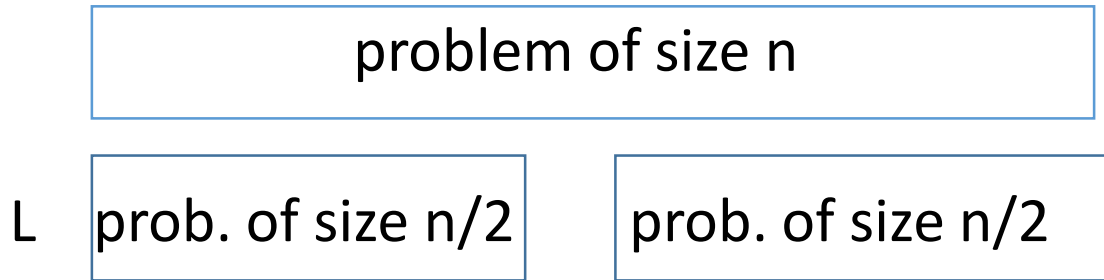 problem of size n
L prob. of size n/2 prob. of size n/2